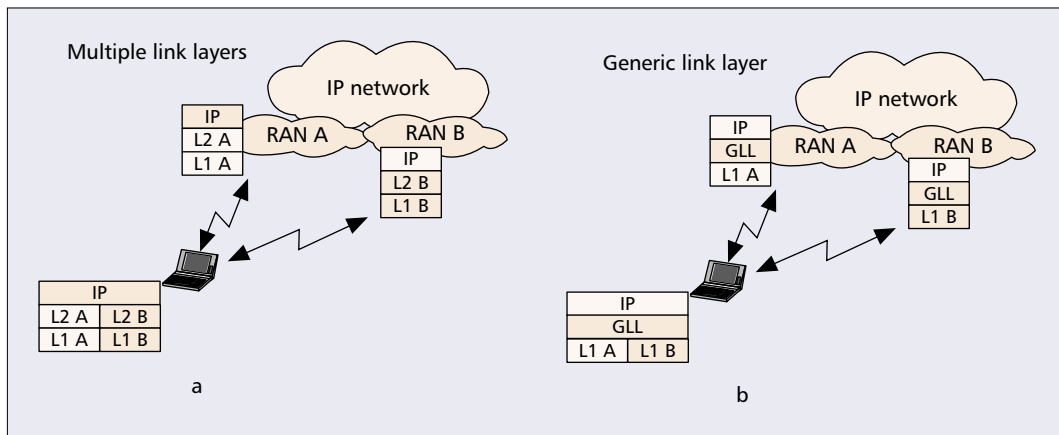 Multiple link layers
IP network
RAN A
RAN B
IP
L2 A
L1 A
IP
L2 B
L1 B
IP
L2 A L2 B
L1 A L1 B
a
Generic link layer
IP network
RAN A
RAN B
IP
GLL
L1 A
IP
GLL
L1 B
IP
GLL
L1 A L1 B
b